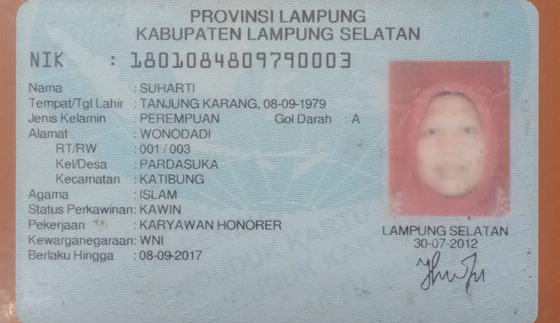 PROVINSI LAMPUNG
KABUPATEN LAMPUNG SELATAN
NIK : 1801084809790003
Nama : SUHARTI
Tempat/Tgl Lahir : TANJUNG KARANG, 08-09-1979
Jenis Kelamin : PEREMPUAN Gol Darah : A
Alamat : WONODADI
RT/RW : 001 / 003
Kel/Desa : PARDASUKA
Kecamatan : KATIBUNG
Agama : ISLAM
Status Perkawinan: KAWIN
Pekerjaan : KARYAWAN HONORER
Kewarganegaraan: WNI
Berlaku Hingga : 08-09-2017
LAMPUNG SELATAN
30-07-2012